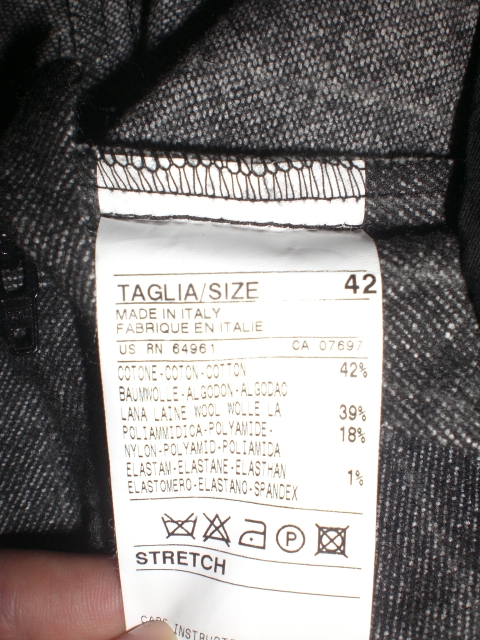 TAGLIA/SIZE 42
MADE IN ITALY
FABRIQUE EN ITALIE
US RN 64961 CA 07697
COTONE-COTON-COTTON 42%
BAUMWOLLE-ALGODON-ALGODAO
LANA LAINE WOOL WOLLE LA 39%
POLIAMMIDICA-POLYAMIDE- 18%
NYLON-POLYAMID-POLIAMIDA
ELASTAM-ELASTANE-ELASTHAN 1%
ELASTOMERO-ELASTANO-SPANDEX
P
STRETCH
CARE INSTRUCT